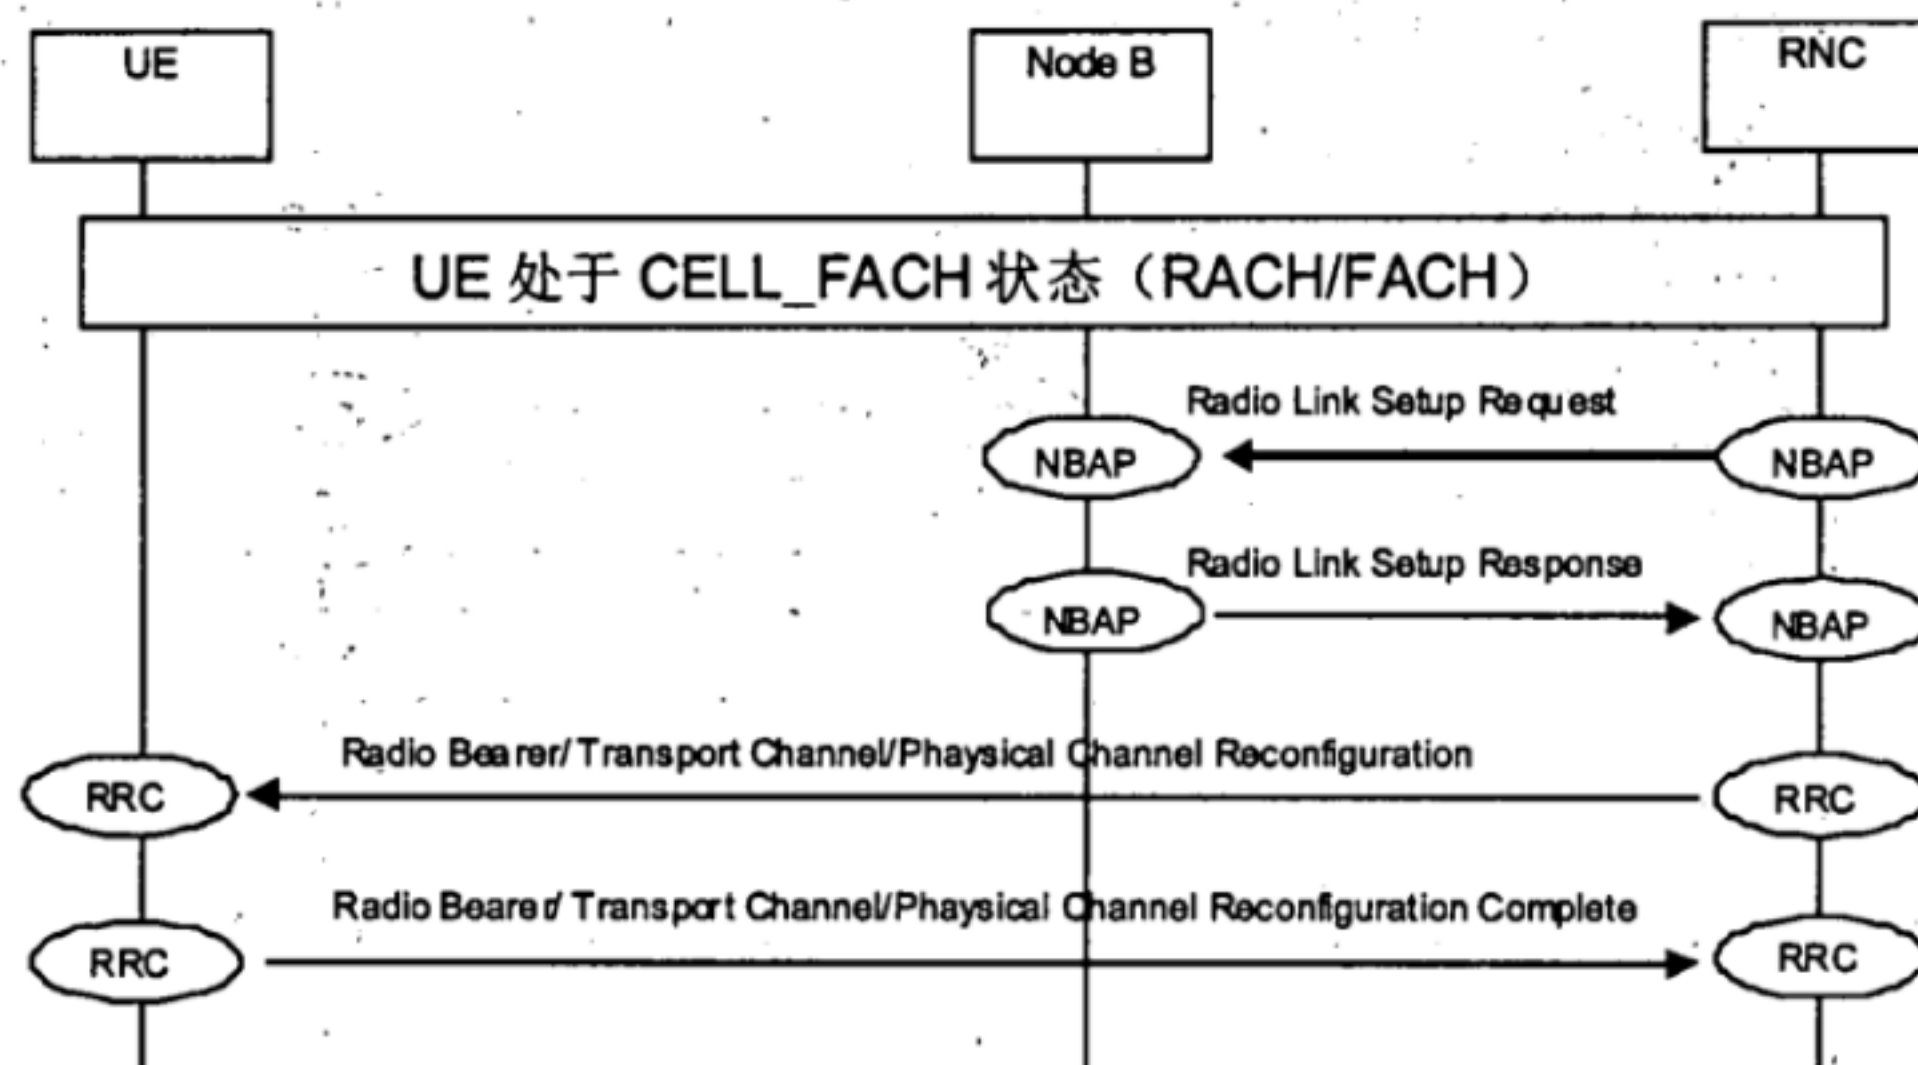 UE
Node B
RNC
UE 处于 CELL_FACH 状态（RACH/FACH）
Radio Link Setup Request
NBAP
NBAP
Radio Link Setup Response
NBAP
NBAP
Radio Bearer/ Transport Channel/Phaysical Channel Reconfiguration
RRC
RRC
Radio Bearer/ Transport Channel/Phaysical Channel Reconfiguration Complete
RRC
RRC